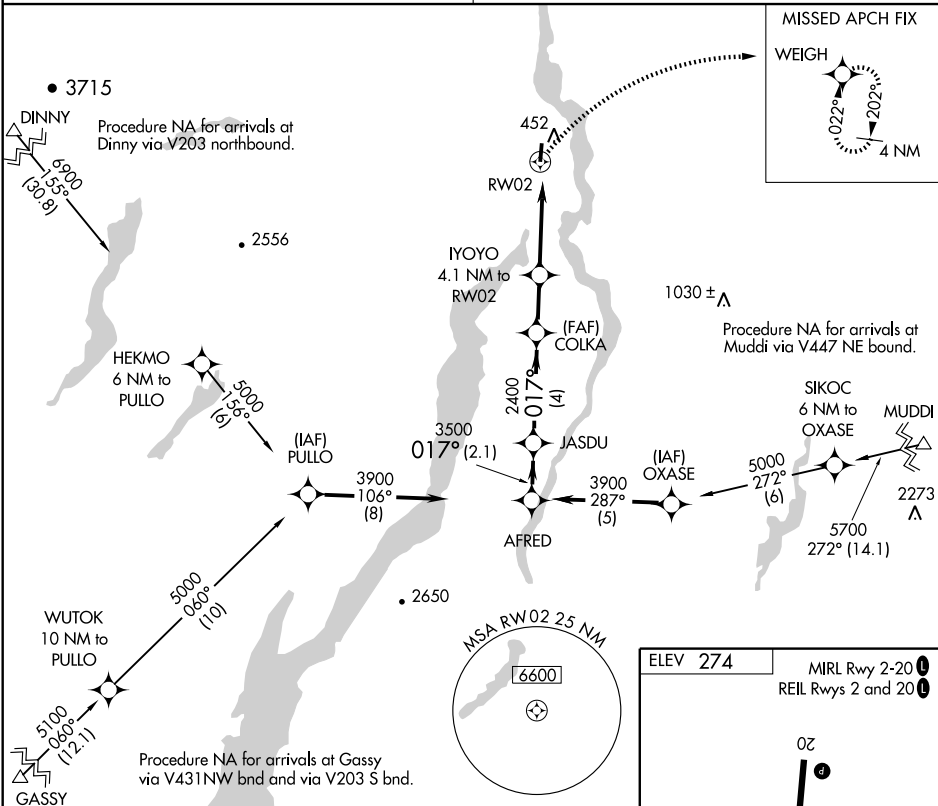 MISSED APCH FIX
WEIGH
022°
202°
4 NM
3715
DINNY
Procedure NA for arrivals at
Dinny via V203 northbound.
6900
155°
(30.8)
452
RW02
2556
IYOYO
4.1 NM to
RW02
1030 ±
(FAF)
COLKA
Procedure NA for arrivals at
Muddi via V447 NE bound.
HEKMO
6 NM to
PULLO
5000
156°
(6)
2400
017°
(4)
SIKOC
6 NM to
OXASE
MUDDI
3500
017° (2.1)
JASDU
(IAF)
PULLO
(IAF)
OXASE
3900
106°
(8)
3900
287°
(5)
5000
272°
(6)
2273
5700
272° (14.1)
AFRED
5000
060°
(10)
2650
WUTOK
10 NM to
PULLO
MSA RW02 25 NM
6600
ELEV 274
MIRL Rwy 2-20 L
REIL Rwys 2 and 20 L
5100
060°
(12.1)
20
P
Procedure NA for arrivals at Gassy
via V431NW bnd and via V203 S bnd.
GASSY